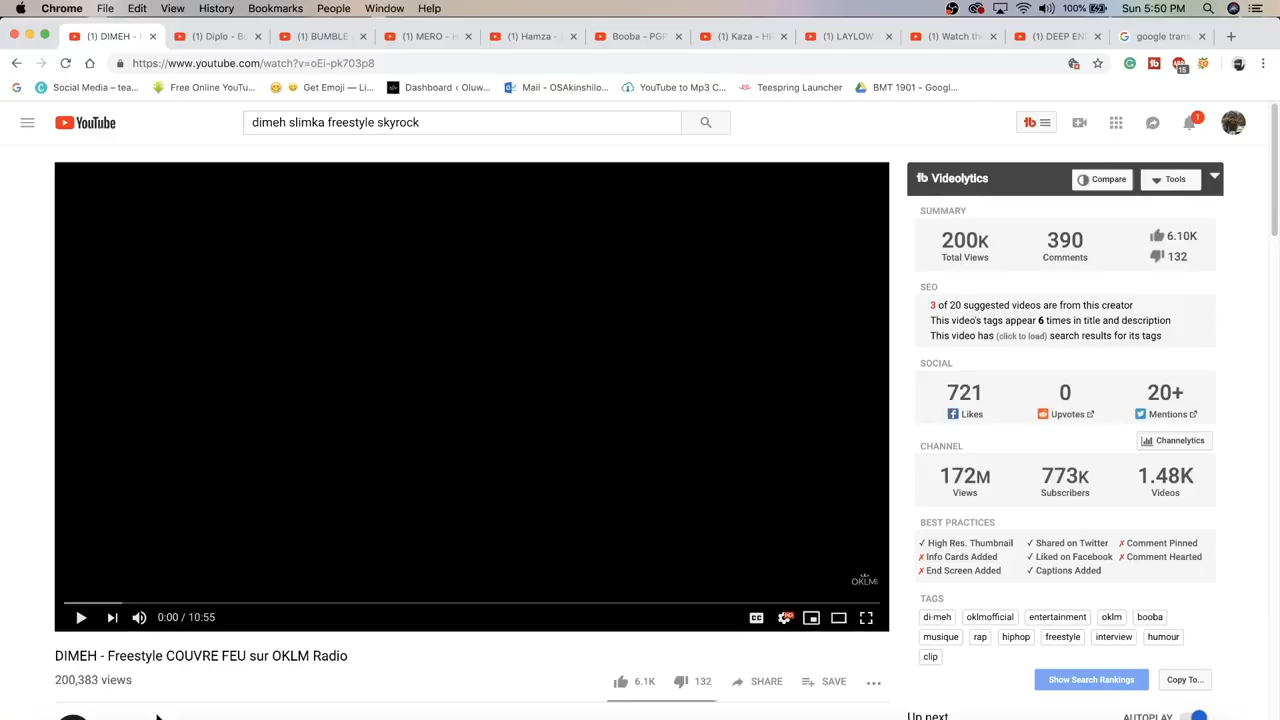 Chrome File Edit View History Bookmarks People Window Help 100% Sun 5:50 PM
(1) DIMEH - (1) Diplo - Bo (1) BUMBLE (1) MERO - H (1) Hamza - Booba - PGF (1) Kaza - HF (1) LAYLOW (1) Watch the (1) DEEP EN google trans
https://www.youtube.com/watch?v=oEi-pk703p8
15
Social Media – tea... Free Online YouTu... Get Emoji — Li... Dashboard ‹ Oluw... Mail - OSAkinshilo... YouTube to Mp3 C... Teespring Launcher BMT 1901 - Googl...
YouTube
dimeh slimka freestyle skyrock
tb
1
tb Videolytics Compare Tools
SUMMARY
200K 390 6.10K
Total Views Comments 132
SEO
3 of 20 suggested videos are from this creator
This video's tags appear 6 times in title and description
This video has (click to load) search results for its tags
SOCIAL
721 0 20+
Likes Upvotes Mentions
CHANNEL Channelytics
172M 773K 1.48K
Views Subscribers Videos
BEST PRACTICES
✓ High Res. Thumbnail ✓ Shared on Twitter ✗ Comment Pinned
✗ Info Cards Added ✓ Liked on Facebook ✗ Comment Hearted
✗ End Screen Added ✓ Captions Added
TAGS
di-meh oklmofficial entertainment oklm booba
musique rap hiphop freestyle interview humour
clip
Show Search Rankings Copy To...
Up next AUTOPLAY
OKLM
0:00 / 10:55 CC HD
DIMEH - Freestyle COUVRE FEU sur OKLM Radio
200,383 views
6.1K 132 SHARE SAVE